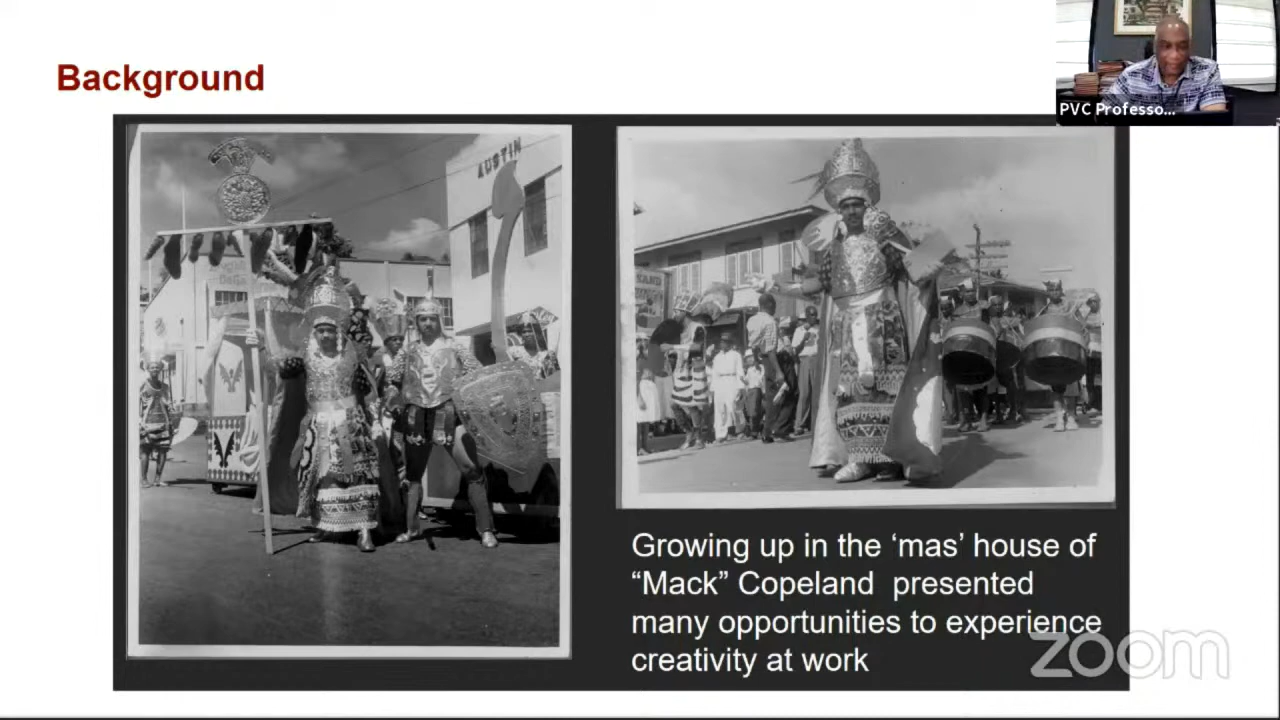 Background
PVC Professo...
AUSTIN
Growing up in the ‘mas’ house of
“Mack” Copeland presented
many opportunities to experience
creativity at work
zoom